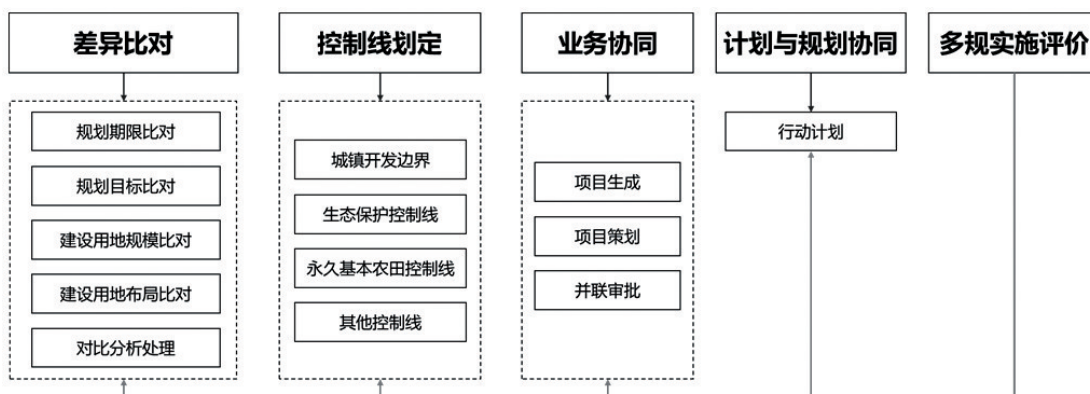 差异比对
控制线划定
业务协同
计划与规划协同
多规实施评价
规划期限比对
规划目标比对
建设用地规模比对
建设用地布局比对
对比分析处理
城镇开发边界
生态保护控制线
永久基本农田控制线
其他控制线
项目生成
项目策划
并联审批
行动计划